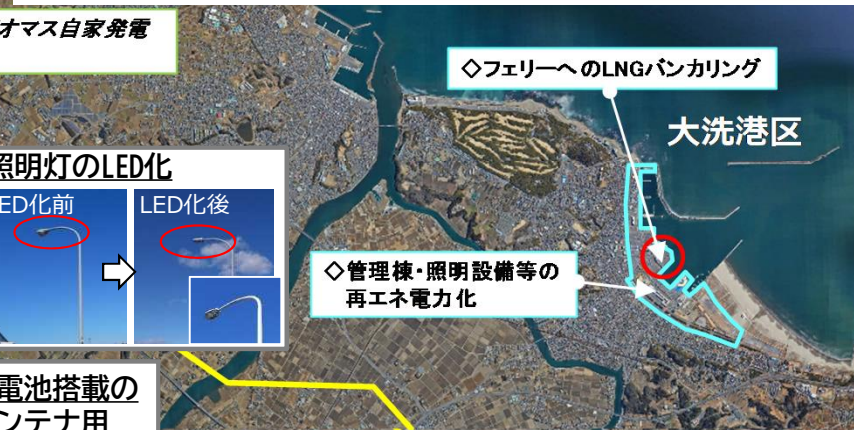 オマス自家発電
◇フェリーへのLNGバンカリング
大洗港区
照明灯のLED化
ED化前
LED化後
◇管理棟・照明設備等の
再エネ電力化
電池搭載の
ンテナ用